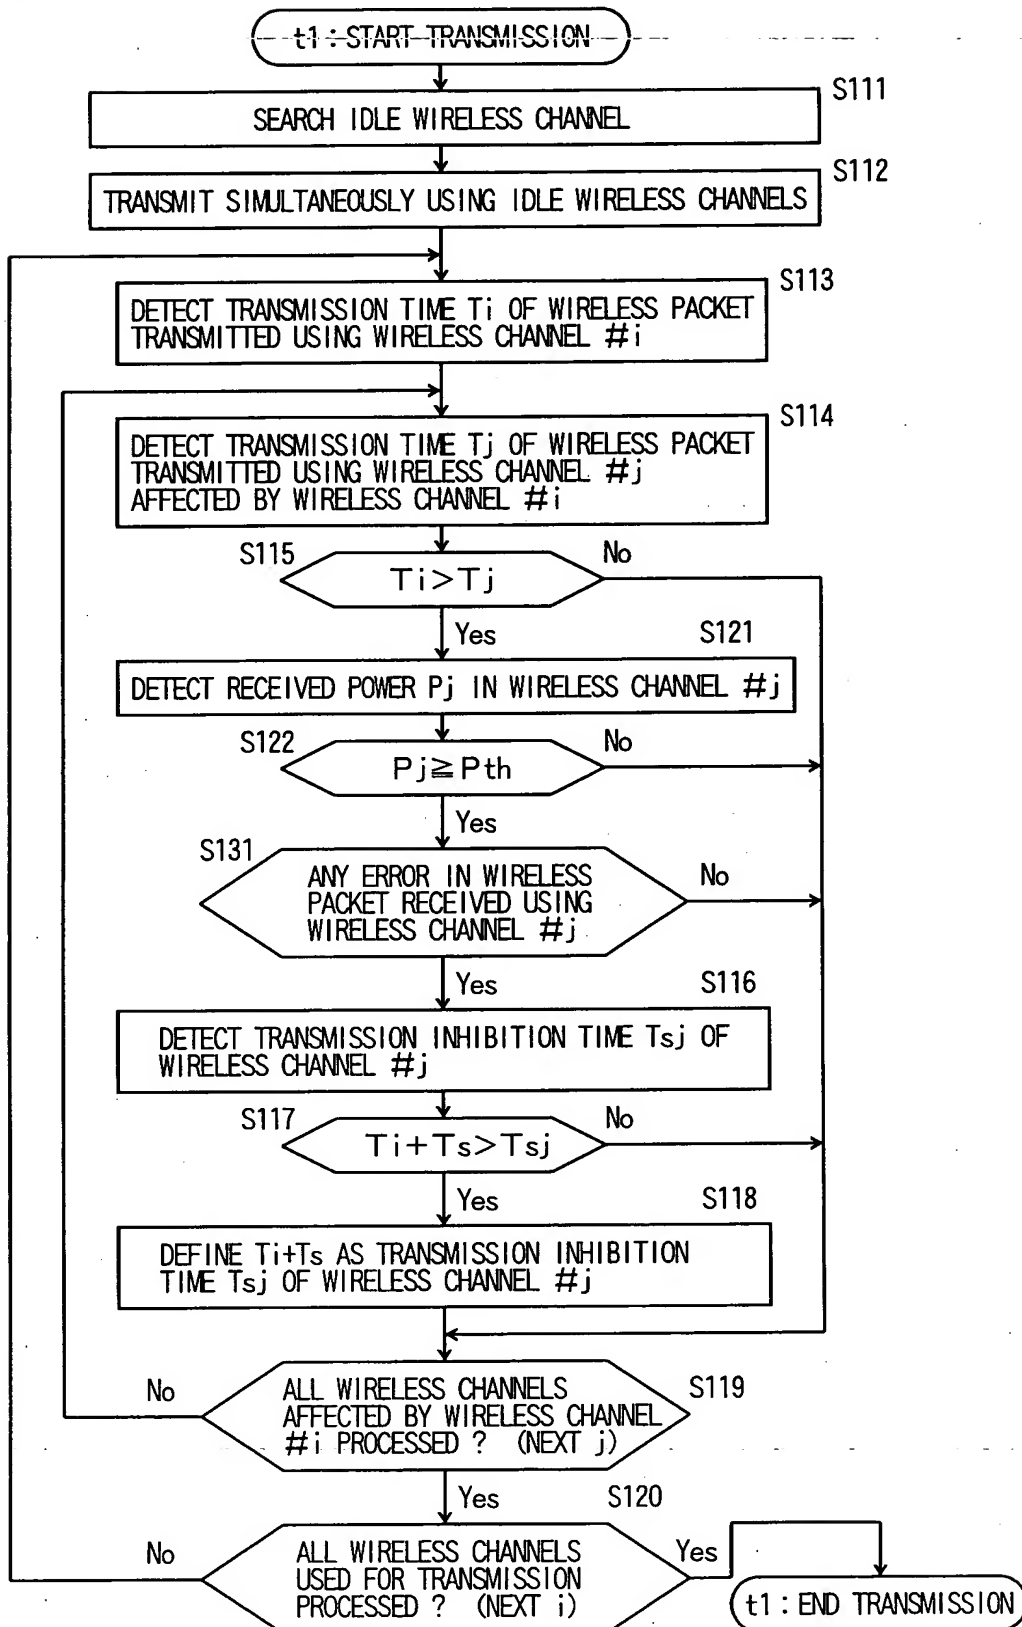 t1 : START TRANSMISSION
S111
SEARCH IDLE WIRELESS CHANNEL
S112
TRANSMIT SIMULTANEOUSLY USING IDLE WIRELESS CHANNELS
S113
DETECT TRANSMISSION TIME Ti OF WIRELESS PACKET
TRANSMITTED USING WIRELESS CHANNEL #i
S114
DETECT TRANSMISSION TIME Tj OF WIRELESS PACKET
TRANSMITTED USING WIRELESS CHANNEL #j
AFFECTED BY WIRELESS CHANNEL #i
S115
No
Ti>Tj
Yes
S121
DETECT RECEIVED POWER Pj IN WIRELESS CHANNEL #j
S122
No
Pj≧Pth
Yes
S131
ANY ERROR IN WIRELESS
PACKET RECEIVED USING
WIRELESS CHANNEL #j
No
Yes
S116
DETECT TRANSMISSION INHIBITION TIME Tsj OF
WIRELESS CHANNEL #j
S117
No
Ti+Ts>Tsj
Yes
S118
DEFINE Ti+Ts AS TRANSMISSION INHIBITION
TIME Tsj OF WIRELESS CHANNEL #j
No
S119
ALL WIRELESS CHANNELS
AFFECTED BY WIRELESS CHANNEL
#i PROCESSED ? (NEXT j)
Yes
S120
No
ALL WIRELESS CHANNELS
USED FOR TRANSMISSION
PROCESSED ? (NEXT i)
Yes
t1 : END TRANSMISSION